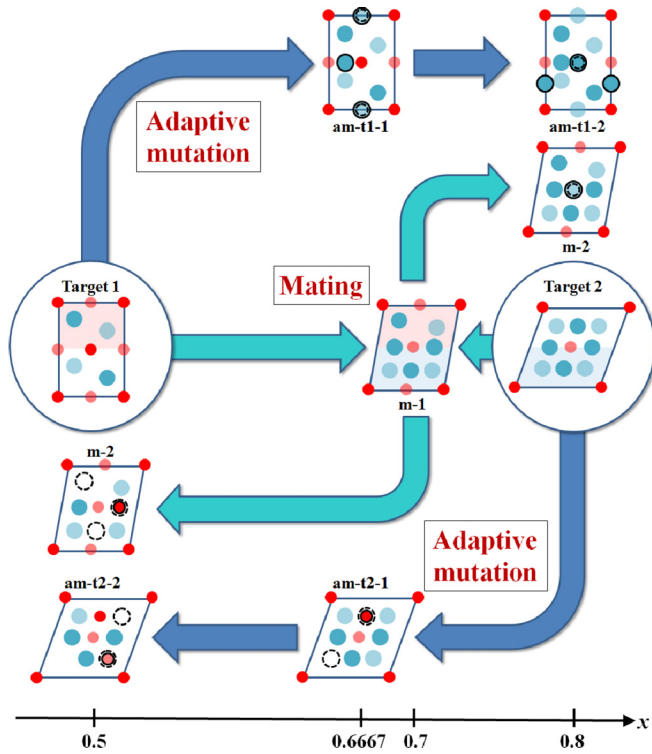 am-t1-1
am-t1-2
Adaptive
mutation
m-2
Target 1
Mating
Target 2
m-1
m-2
Adaptive
mutation
am-t2-2
am-t2-1
x
0.5
0.6667
0.7
0.8